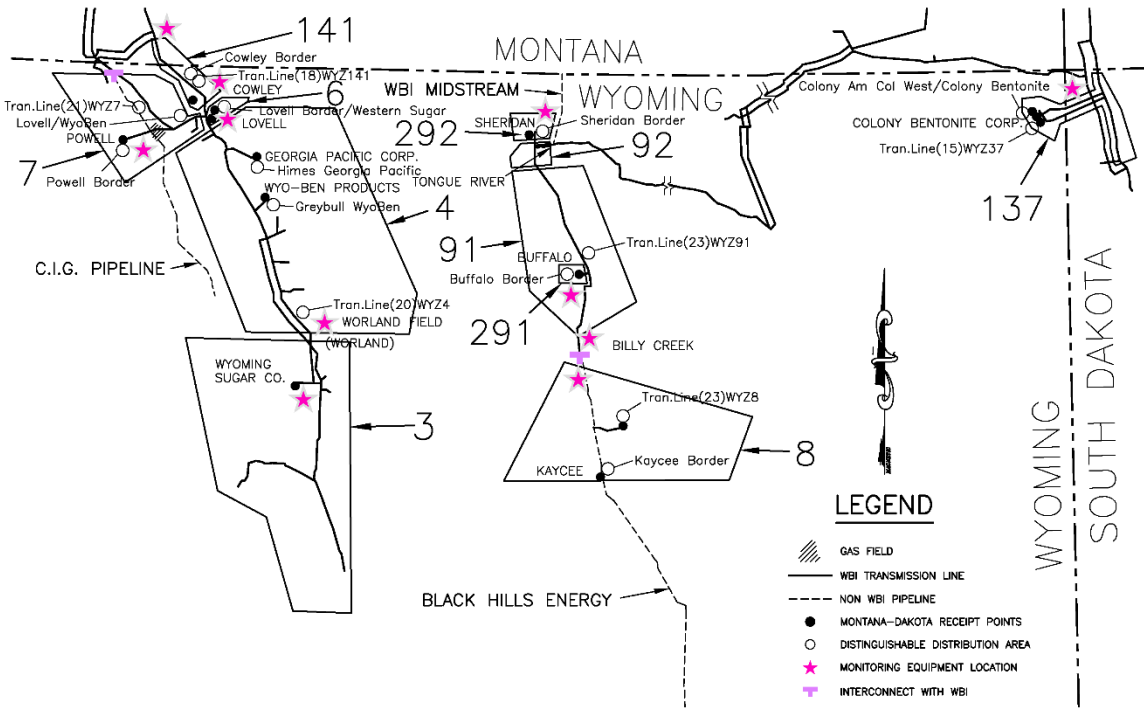 141
Cowley Border
Tran.Line(18)WYZ141
COWLEY
6
Lovell Border/Western Sugar
LOVELL
Tran.Line(21)WYZ7
Lovell/WyoBen
POWELL
7
Powell Border
GEORGIA PACIFIC CORP.
Himes Georgia Pacific
WYO-BEN PRODUCTS
Greybull WyoBen
4
C.I.G. PIPELINE
Tran.Line(20)WYZ4
WORLAND FIELD
(WORLAND)
WYOMING
SUGAR CO.
3
MONTANA
WYOMING
WBI MIDSTREAM
SHERIDAN
Sheridan Border
292
92
TONGUE RIVER
91
Tran.Line(23)WYZ91
BUFFALO
Buffalo Border
291
BILLY CREEK
Tran.Line(23)WYZ8
8
Kaycee Border
KAYCEE
BLACK HILLS ENERGY
Colony Am Col West/Colony Bentonite
COLONY BENTONITE CORP.
Tran.Line(15)WYZ37
137
WYOMING
SOUTH DAKOTA
LEGEND
GAS FIELD
WBI TRANSMISSION LINE
NON WBI PIPELINE
MONTANA-DAKOTA RECEIPT POINTS
DISTINGUISHABLE DISTRIBUTION AREA
MONITORING EQUIPMENT LOCATION
INTERCONNECT WITH WBI